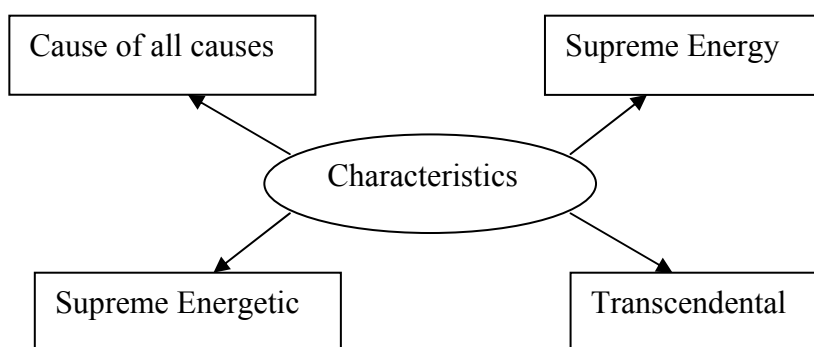 Cause of all causes
Supreme Energy
Characteristics
Supreme Energetic
Transcendental